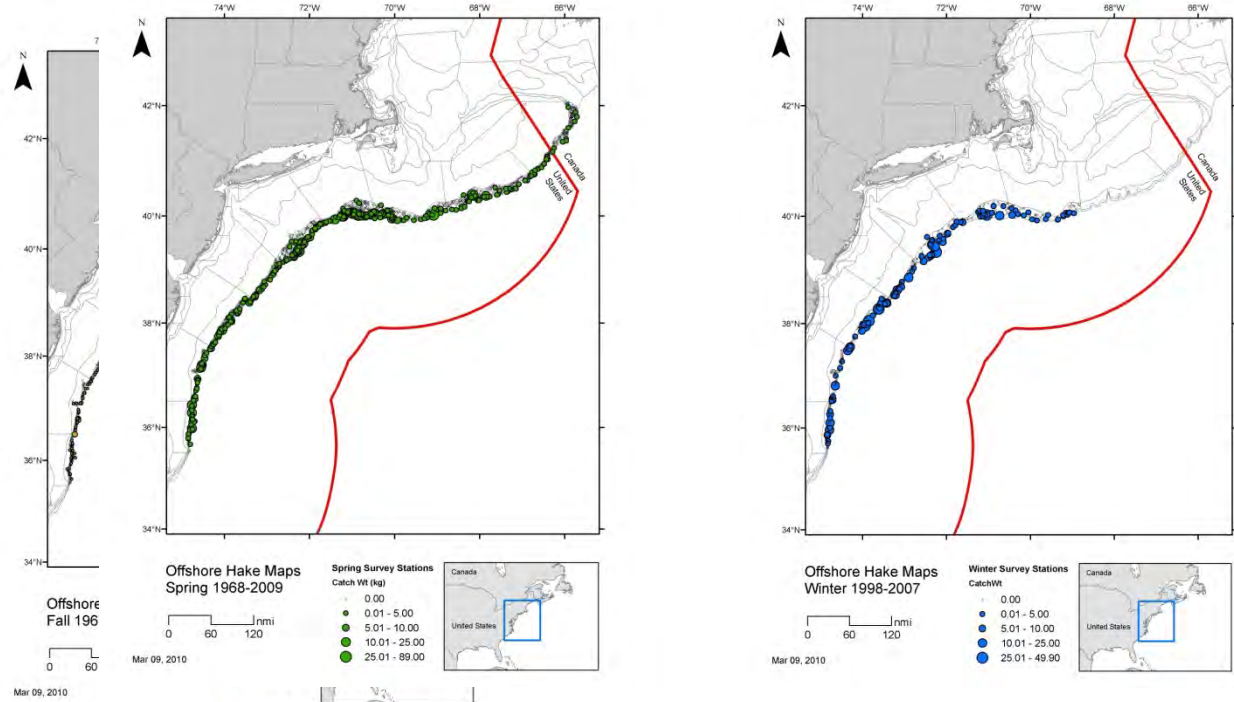 74°W 72°W 70°W 68°W 66°W
N
42°N
40°N
38°N
36°N
34°N
Offshore
Fall 196
0 60
Mar 09, 2010
N
42°N
40°N
38°N
36°N
34°N
Canada
United
States
Offshore Hake Maps
Spring 1968-2009
nmi
0 60 120
Mar 09, 2010
Spring Survey Stations
Catch Wt (kg)
0.00
0.01 - 5.00
5.01 - 10.00
10.01 - 25.00
25.01 - 89.00
Canada
United States
74°W 72°W 70°W 68°W 66°W
N
42°N
40°N
38°N
36°N
34°N
Canada
United
States
Offshore Hake Maps
Winter 1998-2007
nmi
0 60 120
Mar 09, 2010
Winter Survey Stations
CatchWt
0.00
0.01 - 5.00
5.01 - 10.00
10.01 - 25.00
25.01 - 49.90
Canada
United States